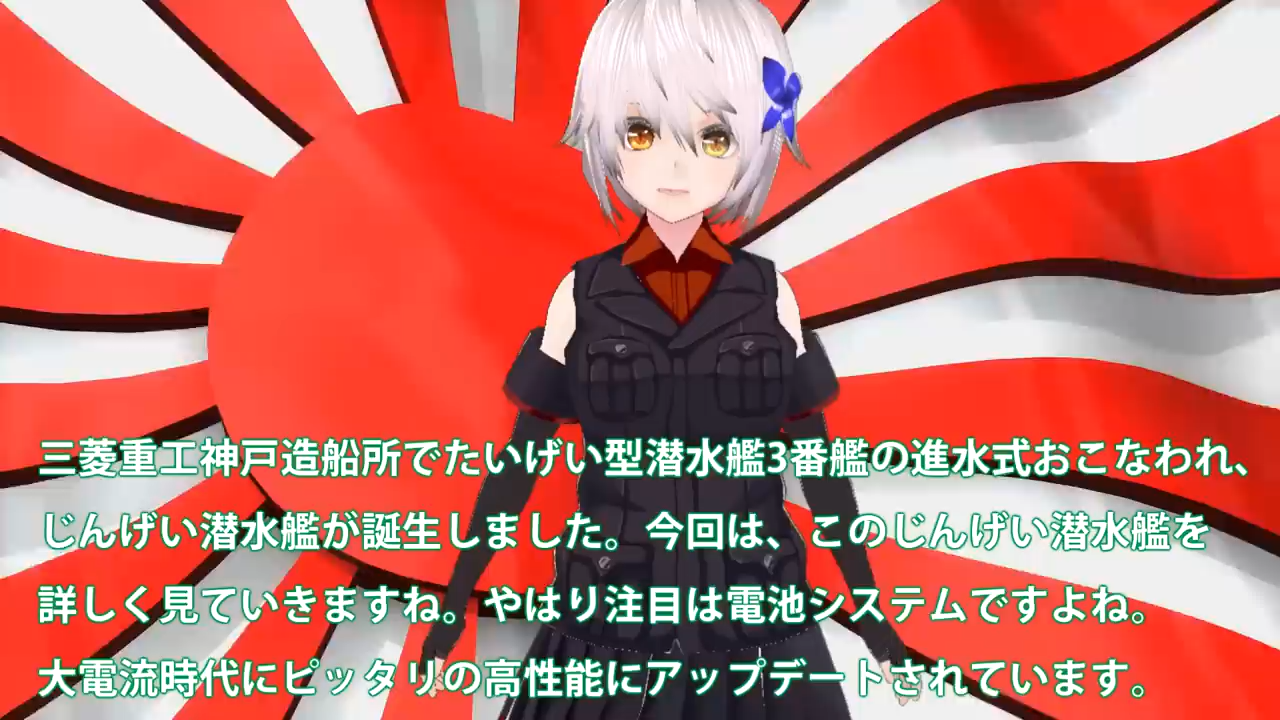 三菱重工神戸造船所でたいげい型潜水艦3番艦の進水式おこなわれ、
じんげい潜水艦が誕生しました。今回は、このじんげい潜水艦を
詳しく見ていきますね。やはり注目は電池システムですよね。
大電流時代にピッタリの高性能にアップデートされています。